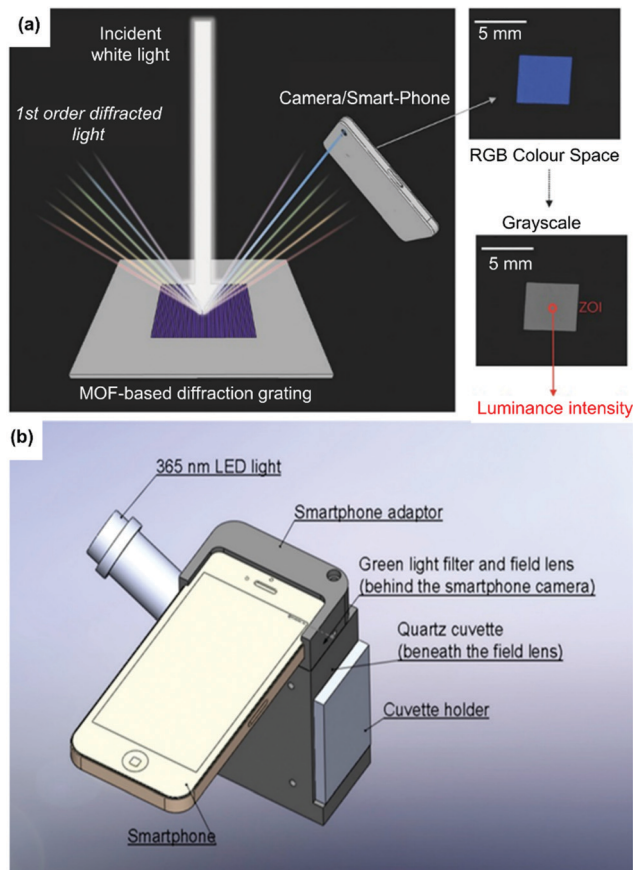 (a)
Incident
white light
1st order diffracted
light
Camera/Smart-Phone
MOF-based diffraction grating
5 mm
RGB Colour Space
Grayscale
5 mm
ZOI
Luminance intensity
(b)
365 nm LED light
Smartphone adaptor
Green light filter and field lens
(behind the smartphone camera)
Quartz cuvette
(beneath the field lens)
Cuvette holder
Smartphone